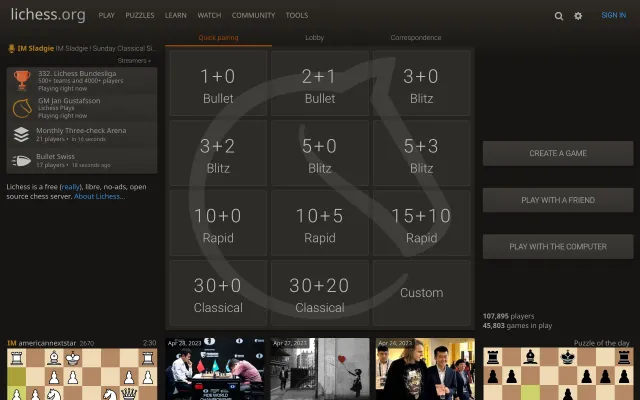 lichess.org
PLAY PUZZLES LEARN WATCH COMMUNITY TOOLS
SIGN IN
IM Sladgie IM Sladgie ! Sunday Classical Si...
Streamers »
332. Lichess Bundesliga
500+ teams and 4000+ players
Playing right now
GM Jan Gustafsson
Lichess Plays
Playing right now
Monthly Three-check Arena
21 players • in 16 seconds
Bullet Swiss
17 players • 18 seconds ago
Lichess is a free (really), libre, no-ads, open
source chess server. About Lichess...
Quick pairing Lobby Correspondence
1+0
Bullet
2+1
Bullet
3+0
Blitz
3+2
Blitz
5+0
Blitz
5+3
Blitz
10+0
Rapid
10+5
Rapid
15+10
Rapid
30+0
Classical
30+20
Classical
Custom
CREATE A GAME
PLAY WITH A FRIEND
PLAY WITH THE COMPUTER
107,895 players
45,803 games in play
IM americannextstar 2670 2:30
Apr 28, 2023
Apr 27, 2023
Apr 24, 2023
Puzzle of the day